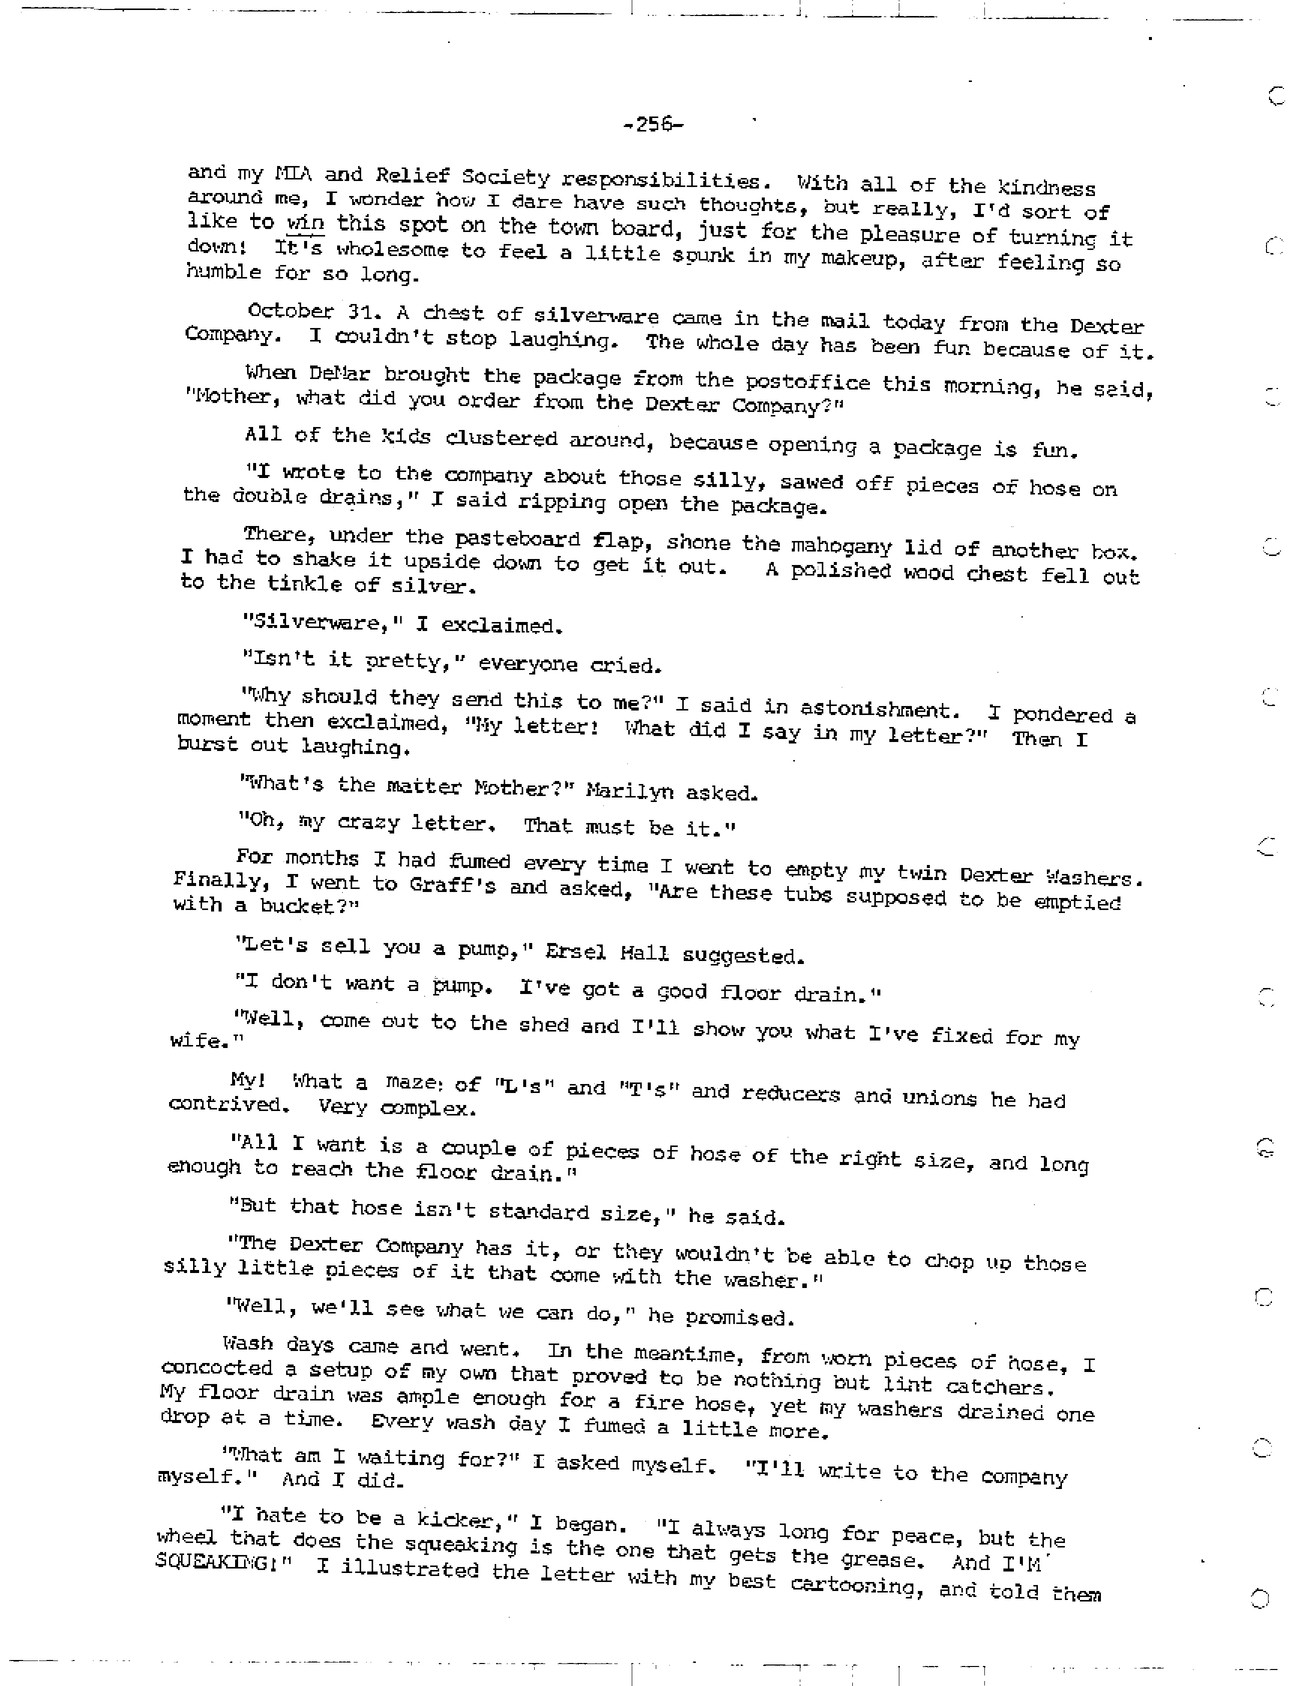 -256-
and my MIA and Relief Society responsibilities. With all of the kindness
around me, I wonder how I dare have such thoughts, but really, I'd sort of
like to win this spot on the town board, just for the pleasure of turning it
down! It's wholesome to feel a little spunk in my makeup, after feeling so
humble for so long.
October 31. A chest of silverware came in the mail today from the Dexter
Company. I couldn't stop laughing. The whole day has been fun because of it.
When DeMar brought the package from the postoffice this morning, he said,
"Mother, what did you order from the Dexter Company?"
All of the kids clustered around, because opening a package is fun.
"I wrote to the company about those silly, sawed off pieces of hose on
the double drains," I said ripping open the package.
There, under the pasteboard flap, shone the mahogany lid of another box.
I had to shake it upside down to get it out. A polished wood chest fell out
to the tinkle of silver.
"Silverware," I exclaimed.
"Isn't it pretty," everyone cried.
"Why should they send this to me?" I said in astonishment. I pondered a
moment then exclaimed, "My letter! What did I say in my letter?" Then I
burst out laughing.
"What's the matter Mother?" Marilyn asked.
"Oh, my crazy letter. That must be it."
For months I had fumed every time I went to empty my twin Dexter Washers.
Finally, I went to Graff's and asked, "Are these tubs supposed to be emptied
with a bucket?"
"Let's sell you a pump," Ersel Hall suggested.
"I don't want a pump. I've got a good floor drain."
"Well, come out to the shed and I'll show you what I've fixed for my
wife."
My! What a maze: of "L's" and "T's" and reducers and unions he had
contrived. Very complex.
"All I want is a couple of pieces of hose of the right size, and long
enough to reach the floor drain."
"But that hose isn't standard size," he said.
"The Dexter Company has it, or they wouldn't be able to chop up those
silly little pieces of it that come with the washer."
"Well, we'll see what we can do," he promised.
Wash days came and went. In the meantime, from worn pieces of hose, I
concocted a setup of my own that proved to be nothing but lint catchers.
My floor drain was ample enough for a fire hose, yet my washers drained one
drop at a time. Every wash day I fumed a little more.
"What am I waiting for?" I asked myself. "I'll write to the company
myself." And I did.
"I hate to be a kicker," I began. "I always long for peace, but the
wheel that does the squeaking is the one that gets the grease. And I'M
SQUEAKING!" I illustrated the letter with my best cartooning, and told them